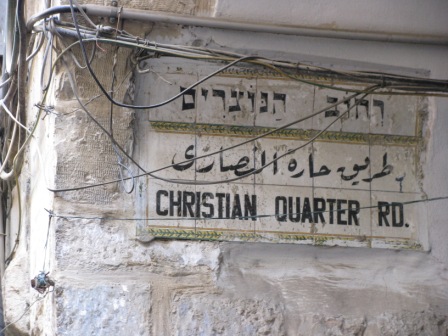 רחוב הנוצרים
طريق حارة النصارى
CHRISTIAN QUARTER RD.